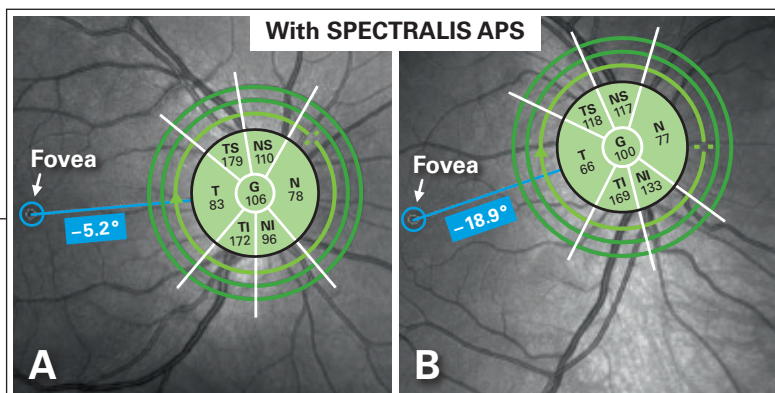 With SPECTRALIS APS
Fovea
−5.2°
TS
179
NS
110
N
78
G
106
T
83
TI
172
NI
96
A
Fovea
−18.9°
TS
118
NS
117
N
77
G
100
T
66
TI
169
NI
133
B